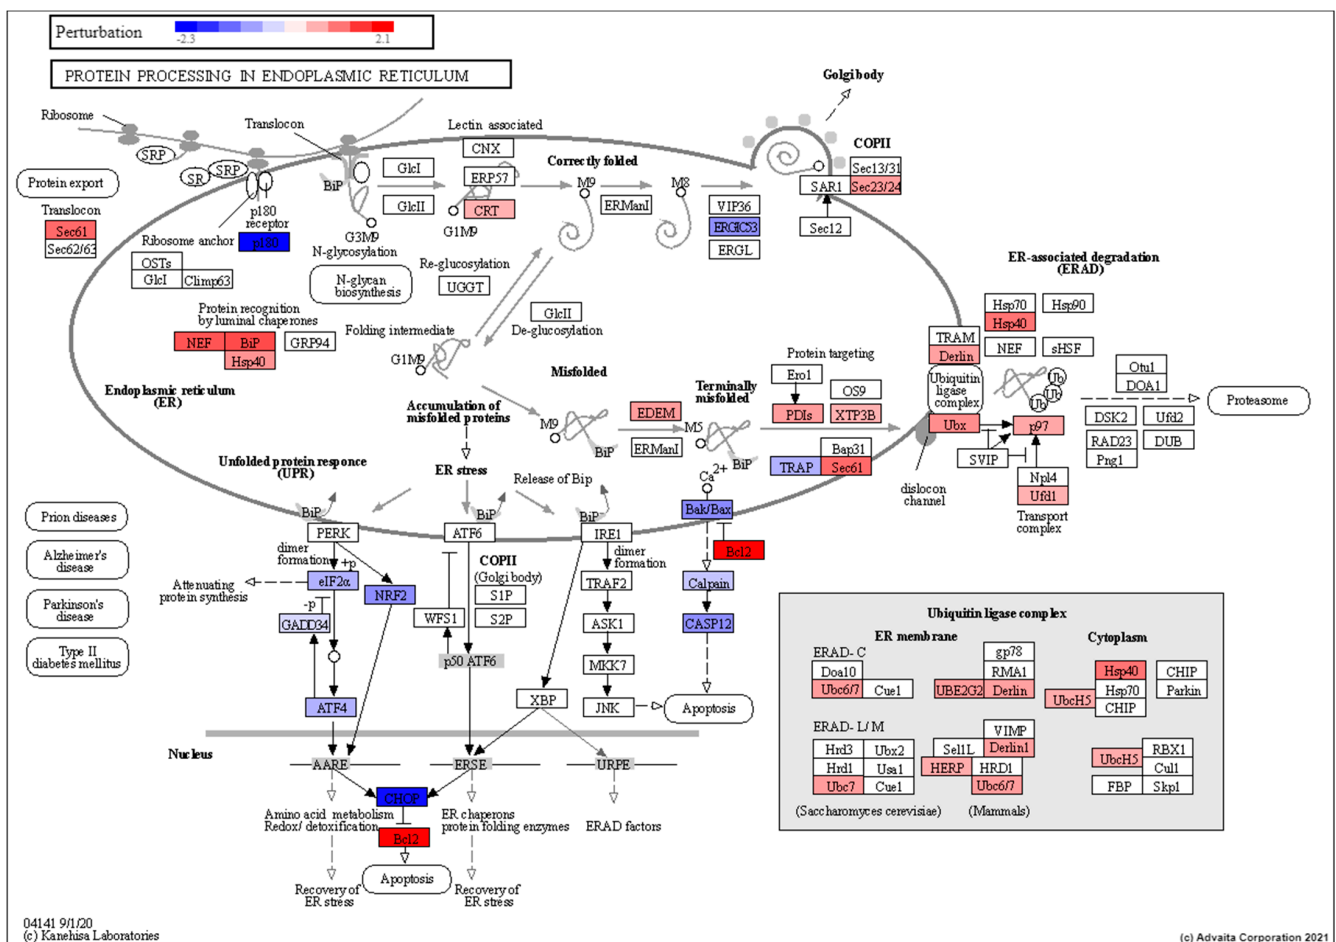 Perturbation
-2.3
2.1
PROTEIN PROCESSING IN ENDOPLASMIC RETICULUM
Ribosome
SRP
SR
SRP
Protein export
Translocon
Sec61
Sec62/63
Translocon
BiP
p180
receptor
Ribosome anchor
p180
OSTs
GlcI
Climp63
GlcI
GlcII
G3M9
N-glycosylation
N-glycan
biosynthesis
Lectin associated
CNX
ERP57
CRT
G1M9
Correctly folded
M9
ERManI
M8
VIP36
ERGIC53
ERGL
Golgi body
COPII
Sec13/31
SAR1
Sec23/24
Sec12
Re-glucosylation
UGGT
GlcII
De-glucosylation
Protein recognition
by luminal chaperones
NEF
BiP
GRP94
Hsp40
Folding intermediate
G1M9
Endoplasmic reticulum
(ER)
Misfolded
Accumulation of
misfolded proteins
M9
BiP
EDEM
ERManI
Terminally
misfolded
M5
BiP
Protein targeting
Ero1
OS9
PDIs
XTP3B
Bap31
TRAP
Sec61
ER-associated degradation
(ERAD)
Hsp70
Hsp90
Hsp40
NEF
sHSF
TRAM
Derlin
Ubiquitin
ligase
complex
Ub
Ub
Ub
Otu1
DOA1
Proteasome
Ubx
p97
DSK2
Ufd2
RAD23
DUB
Png1
SVIP
Npl4
Ufd1
Transport
complex
dislocon
channel
Unfolded protein responce
(UPR)
ER stress
Release of Bip
Ca2+
BiP
BiP
BiP
Bak/Bax
Bcl2
Prion diseases
Alzheimer's
disease
Parkinson's
disease
Type II
diabetes mellitus
PERK
ATF6
IRE1
dimer
formation
+p
eIF2α
Attenuating
protein synthesis
-p
GADD34
NRF2
ATF4
COPII
(Golgi body)
S1P
WFS1
S2P
p50 ATF6
dimer
formation
TRAF2
ASK1
MKK7
XBP
JNK
Calpain
CASP12
Apoptosis
Nucleus
AARE
ERSE
URPE
CHOP
Amino acid metabolism
Redox/ detoxification
ER chaperons
protein folding enzymes
ERAD factors
Bcl2
Apoptosis
Recovery of
ER stress
Recovery of
ER stress
Ubiquitin ligase complex
ER membrane
Cytoplasm
ERAD- C
Doa10
Ubc6/7
Cue1
gp78
RMA1
UBE2G2
Derlin
Hsp40
Hsp70
UbcH5
CHIP
CHIP
Parkin
ERAD- L/ M
Hrd3
Ubx2
Hrd1
Usa1
Ubc7
Cue1
VIMP
Sel1L
Derlin1
HERP
HRD1
Ubc6/7
RBX1
UbcH5
Cul1
FBP
Skp1
(Saccharomyces cerevisiae)
(Mammals)
04141 9/1/20
(c) Kanehisa Laboratories
(c) Advaita Corporation 2021